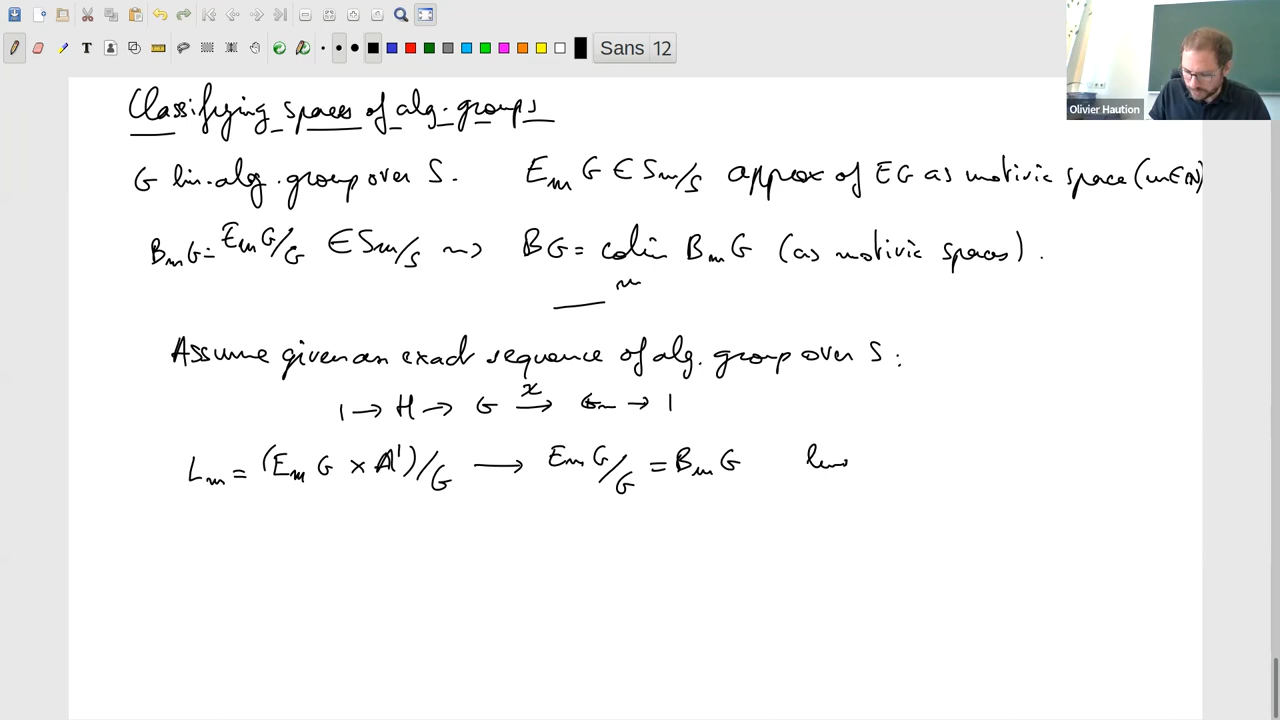 Sans 12
Olivier Haution
Classifying spaces of alg. groups
G lin. alg. group over S. E_m G ∈ Sm/S approx of EG as motivic space (m∈ℕ)
B_m G = E_m G/G ∈ Sm/S ⇝ BG = colim_m B_m G (as motivic spaces).
Assume given an exact sequence of alg. group over S:
1 → H → G →^χ G_m → 1
L_m = (E_m G × A^1)/G → E_m G/G = B_m G